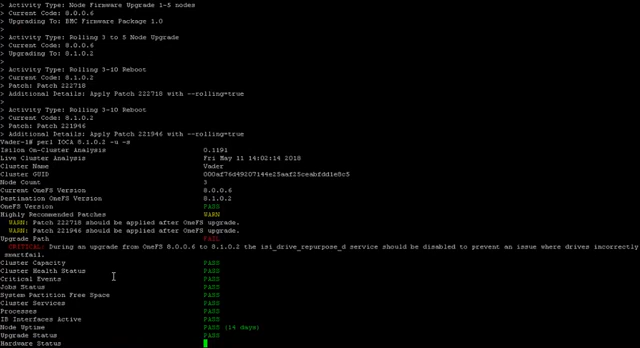 > Activity Type: Node Firmware Upgrade 1-5 nodes
> Current Code: 8.0.0.6
> Upgrading To: EMC Firmware Package 1.0
>
> Activity Type: Rolling 3 to 5 Node Upgrade
> Current Code: 8.0.0.6
> Upgrading To: 8.1.0.2
>
> Activity Type: Rolling 3-10 Reboot
> Current Code: 8.1.0.2
> Patch: Patch 222718
> Additional Details: Apply Patch 222718 with --rolling=true
>
> Activity Type: Rolling 3-10 Reboot
> Current Code: 8.1.0.2
> Patch: Patch 221946
> Additional Details: Apply Patch 221946 with --rolling=true
Vader-1# perl IOCA 8.1.0.2 -u -s
Isilon On-Cluster Analysis 0.1191
Live Cluster Analysis Fri May 11 14:02:14 2018
Cluster Name Vader
Cluster GUID
Node Count 3
Current OneFS Version 8.0.0.6
Destination OneFS Version 8.1.0.2
OneFS Version PASS
Highly Recommended Patches WARN
WARN: Patch 222718 should be applied after OneFS upgrade.
WARN: Patch 221946 should be applied after OneFS upgrade.
Upgrade Path FAIL
CRITICAL: During an upgrade from OneFS 8.0.0.6 to 8.1.0.2 the isi_drive_repurpose_d service should be disabled to prevent an issue where drives incorrectly
smartfail.
Cluster Capacity PASS
Cluster Health Status PASS
Critical Events PASS
Jobs Status PASS
System Partition Free Space PASS
Cluster Services PASS
Processes PASS
IB Interfaces Active PASS
Node Uptime PASS (14 days)
Upgrade Status PASS
Hardware Status